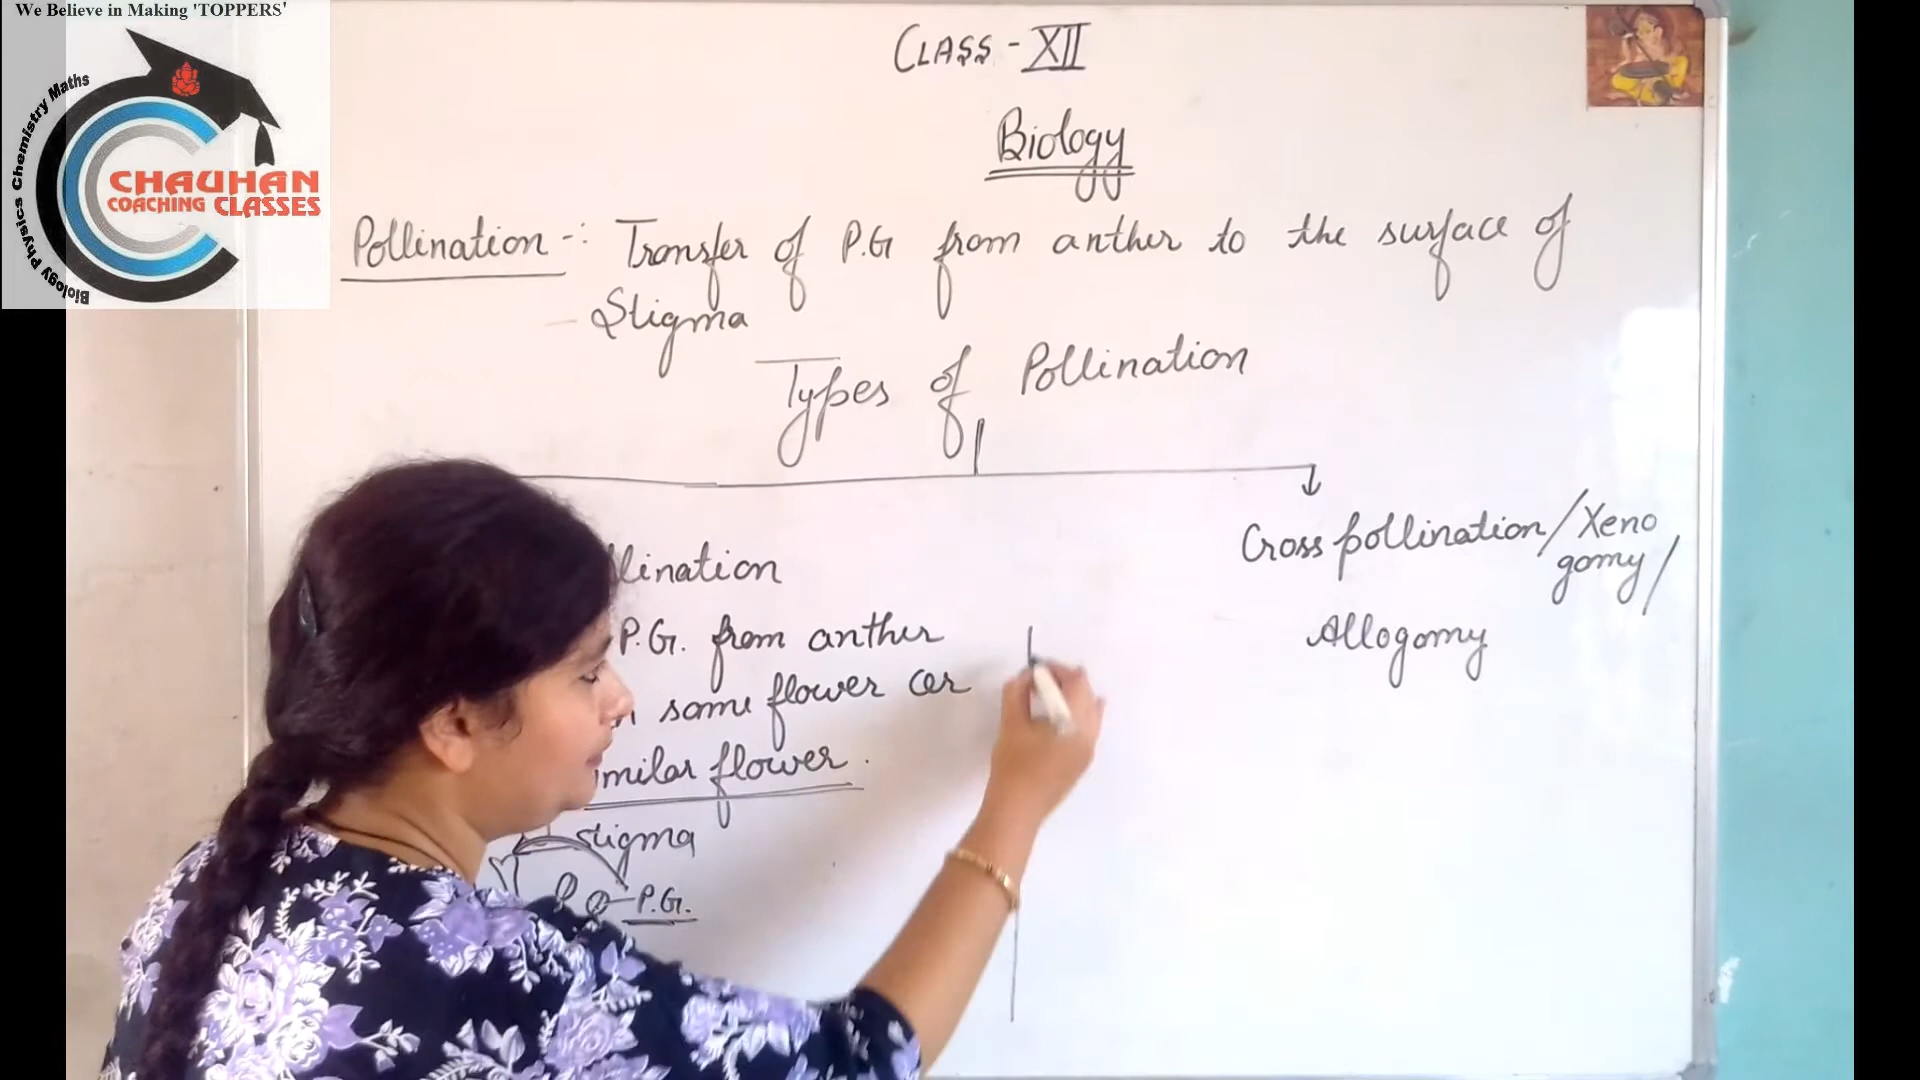 We Believe in Making 'TOPPERS'
Biology Physics Chemistry Maths
CHAUHAN
COACHING CLASSES
CLASS - XII
Biology
Pollination -: Transfer of P.G from anther to the surface of
Stigma
Types of Pollination
Cross pollination / Xeno
gamy /
Allogamy
llination
P.G. from anther
same flower or
milar flower.
stigma
P.G.